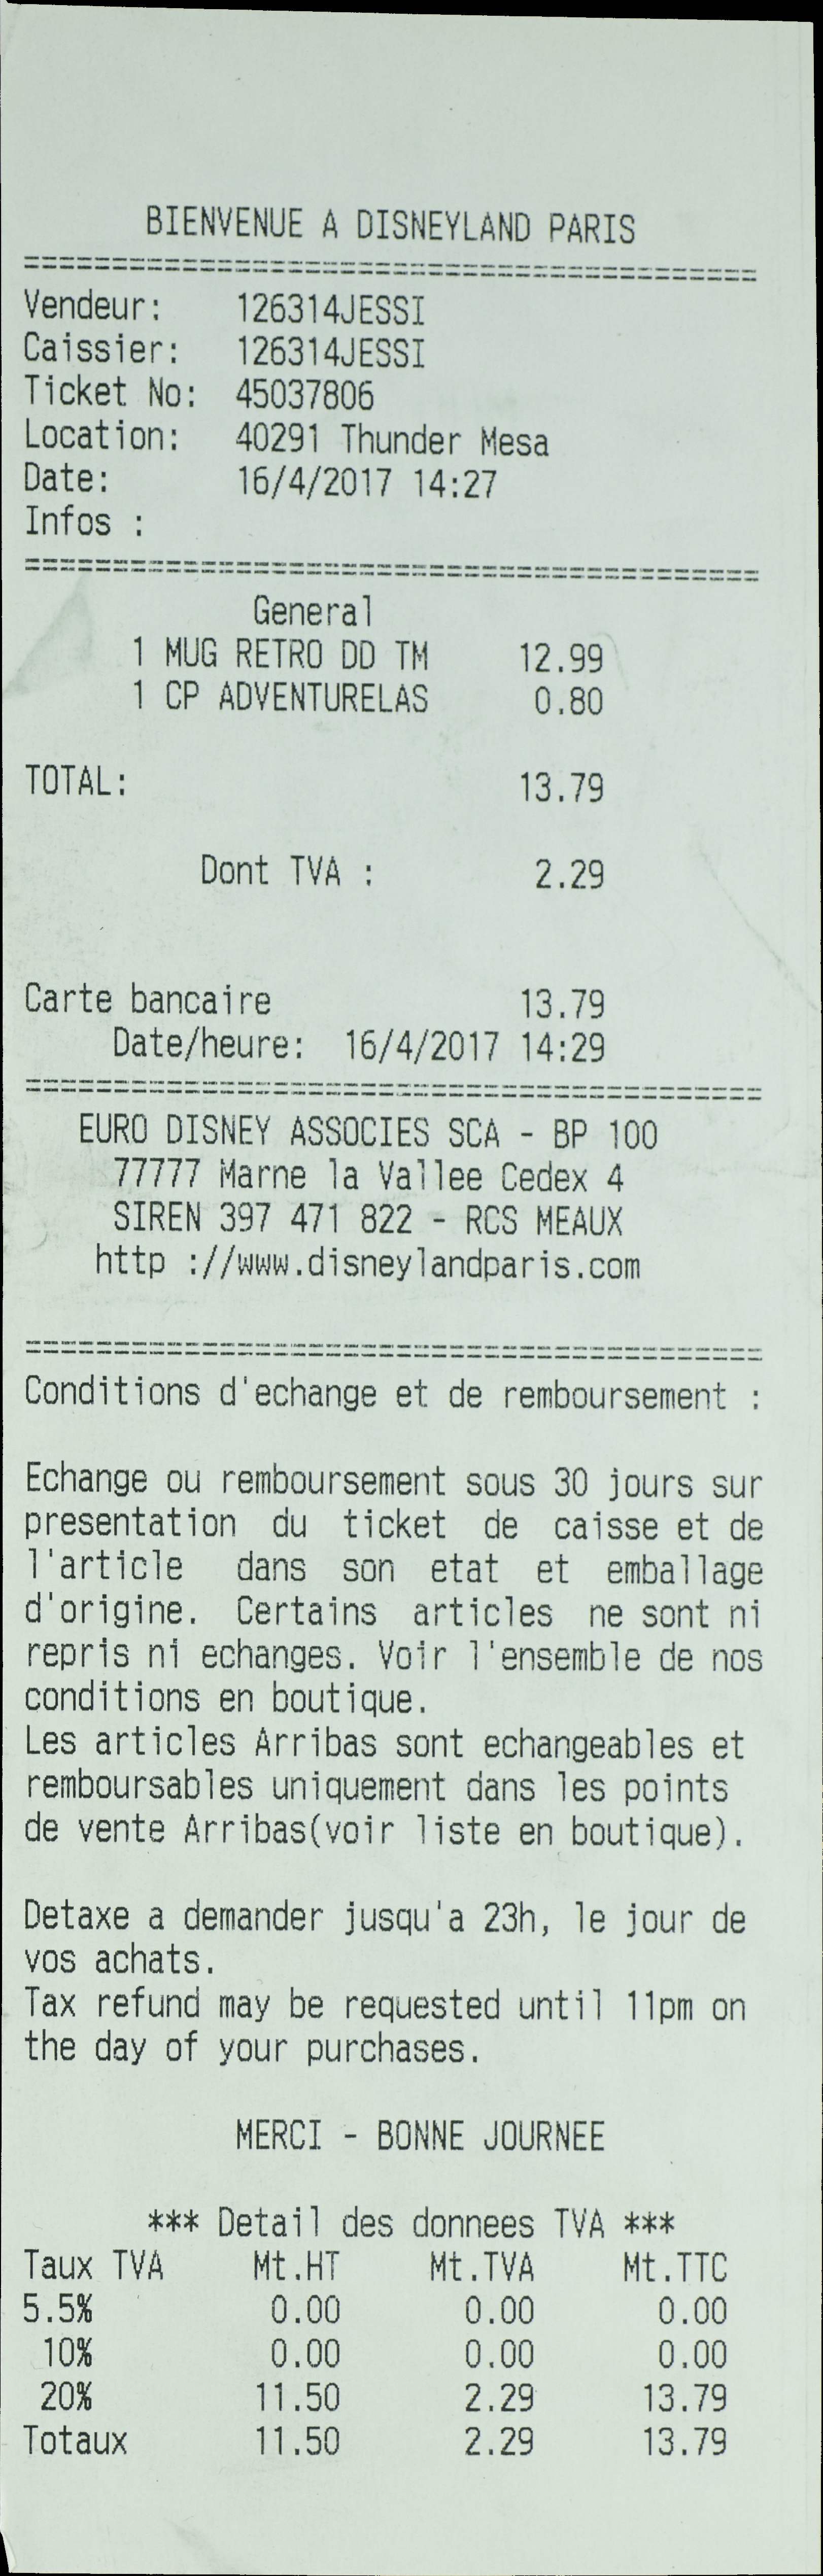 BIENVENUE A DISNEYLAND PARIS
==========================================
Vendeur: 126314JESSI
Caissier: 126314JESSI
Ticket No: 45037806
Location: 40291 Thunder Mesa
Date: 16/4/2017 14:27
Infos :
==========================================
General
1 MUG RETRO DD TM 12.99
1 CP ADVENTURELAS 0.80
TOTAL: 13.79
Dont TVA : 2.29
Carte bancaire 13.79
Date/heure: 16/4/2017 14:29
==========================================
EURO DISNEY ASSOCIES SCA - BP 100
77777 Marne la Vallee Cedex 4
SIREN 397 471 822 - RCS MEAUX
http ://www.disneylandparis.com
==========================================
Conditions d'echange et de remboursement :
Echange ou remboursement sous 30 jours sur
presentation du ticket de caisse et de
l'article dans son etat et emballage
d'origine. Certains articles ne sont ni
repris ni echanges. Voir l'ensemble de nos
conditions en boutique.
Les articles Arribas sont echangeables et
remboursables uniquement dans les points
de vente Arribas(voir liste en boutique).
Detaxe a demander jusqu'a 23h, le jour de
vos achats.
Tax refund may be requested until 11pm on
the day of your purchases.
MERCI - BONNE JOURNEE
*** Detail des donnees TVA ***
Taux TVA Mt.HT Mt.TVA Mt.TTC
5.5% 0.00 0.00 0.00
10% 0.00 0.00 0.00
20% 11.50 2.29 13.79
Totaux 11.50 2.29 13.79